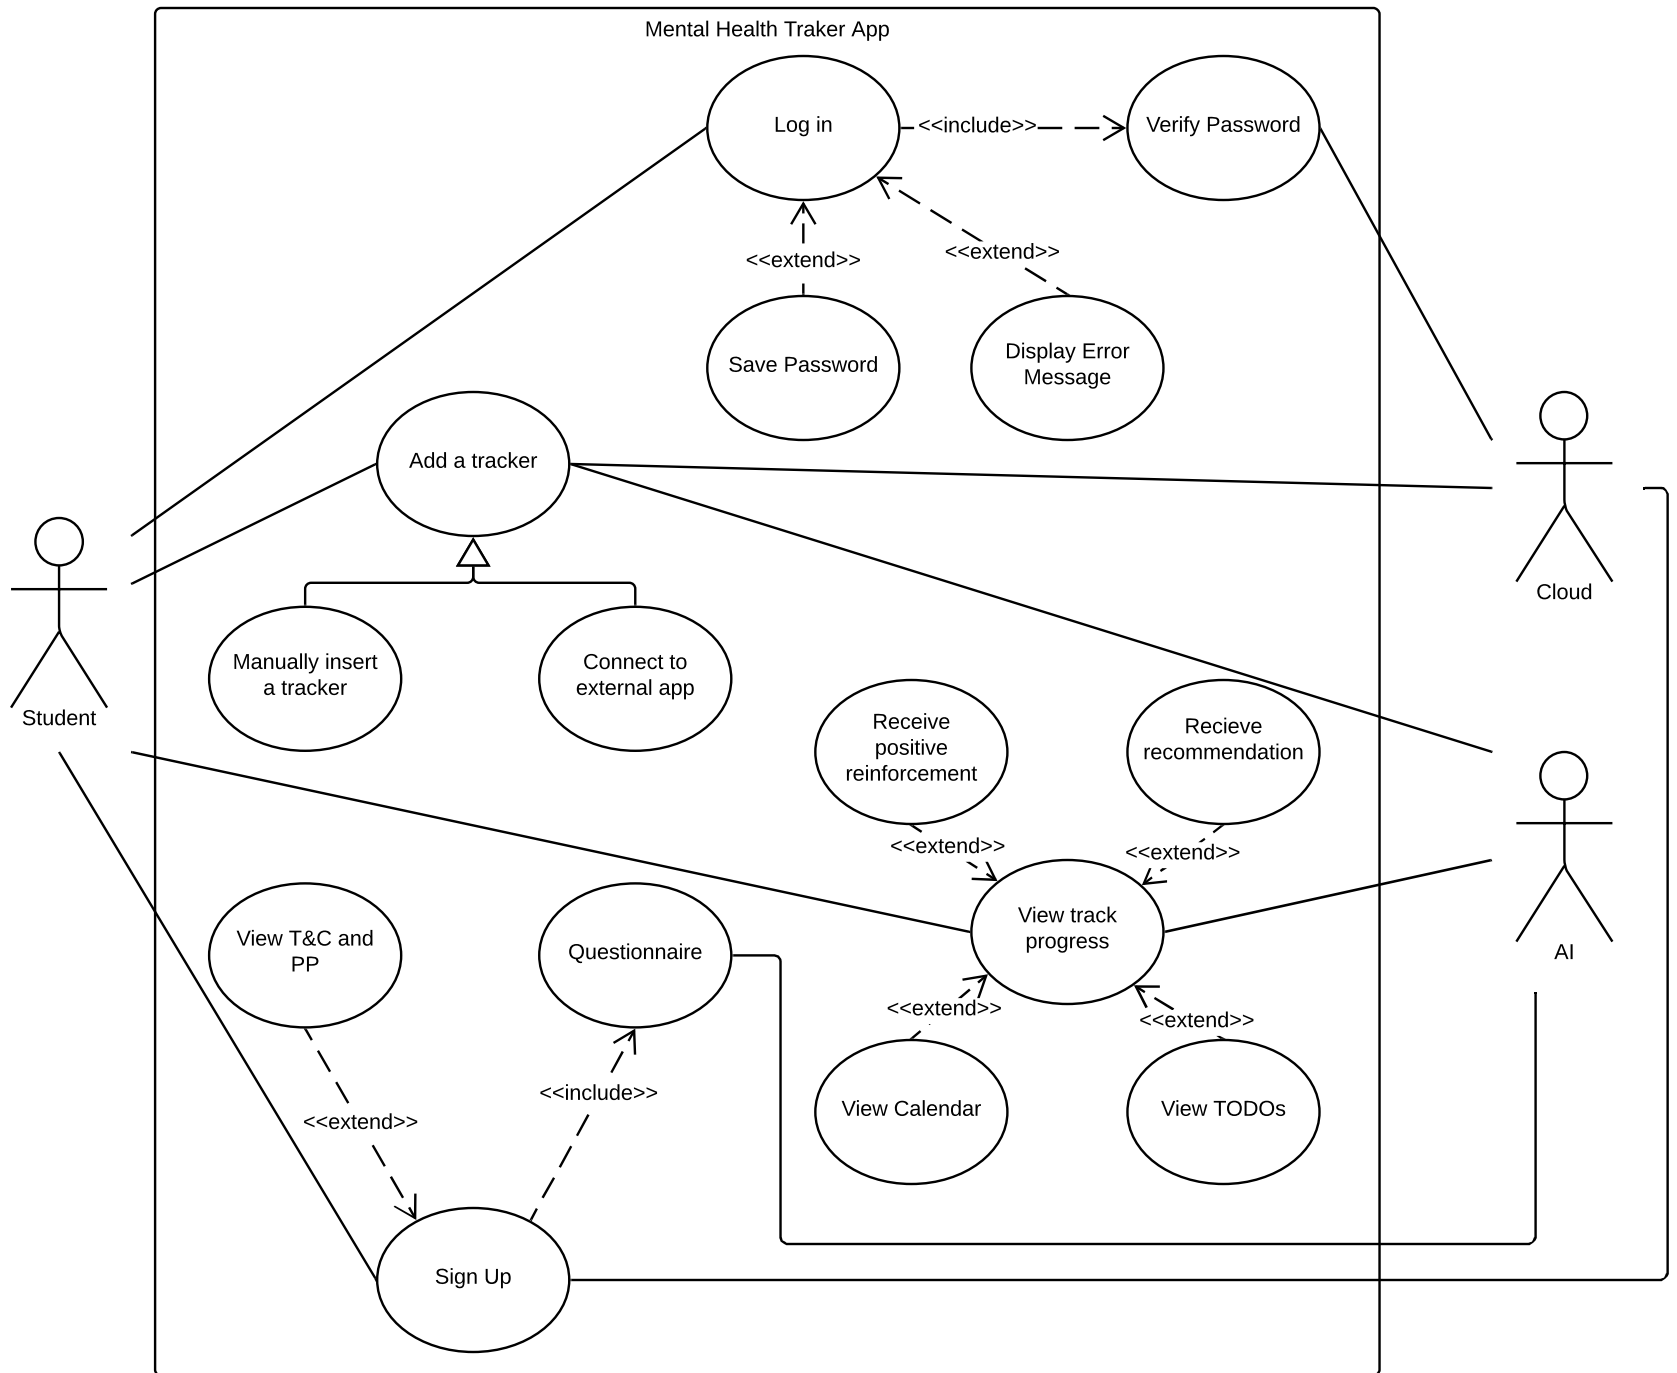 Mental Health Traker App
Log in
<<include>>
Verify Password
<<extend>>
<<extend>>
Save Password
Display Error
Message
Add a tracker
Cloud
Manually insert
a tracker
Connect to
external app
Student
Receive
positive
reinforcement
Recieve
recommendation
<<extend>>
<<extend>>
View track
progress
AI
View T&C and
PP
Questionnaire
<<extend>>
<<extend>>
<<include>>
<<extend>>
View Calendar
View TODOs
Sign Up